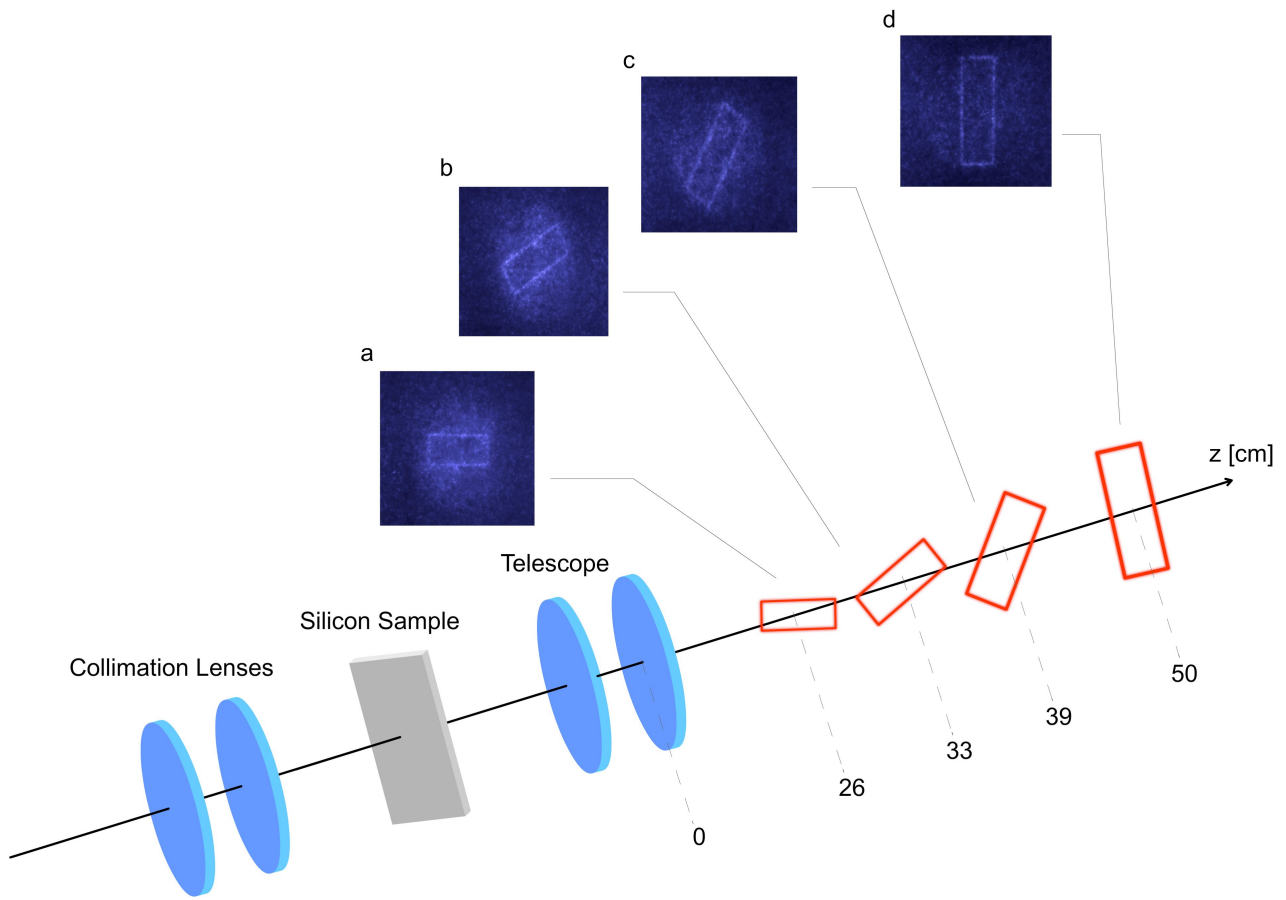 d
c
b
a
z [cm]
Telescope
Silicon Sample
Collimation Lenses
50
39
33
26
0